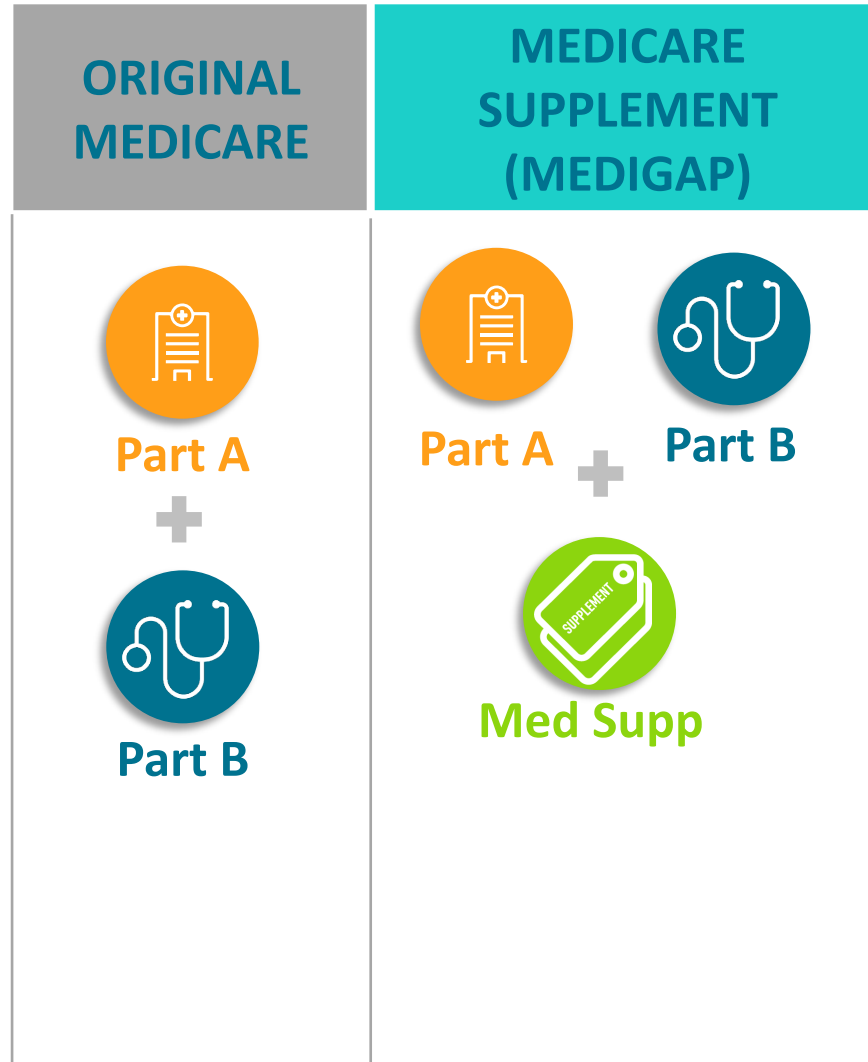 ORIGINAL
MEDICARE
MEDICARE
SUPPLEMENT
(MEDIGAP)
Part A
Part B
Part A
Part B
SUPPLEMENT
Med Supp